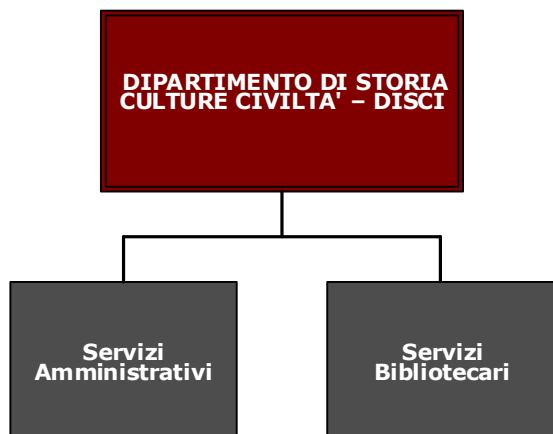 DIPARTIMENTO DI STORIA
CULTURE CIVILTA' – DISCI
Servizi
Amministrativi
Servizi
Bibliotecari